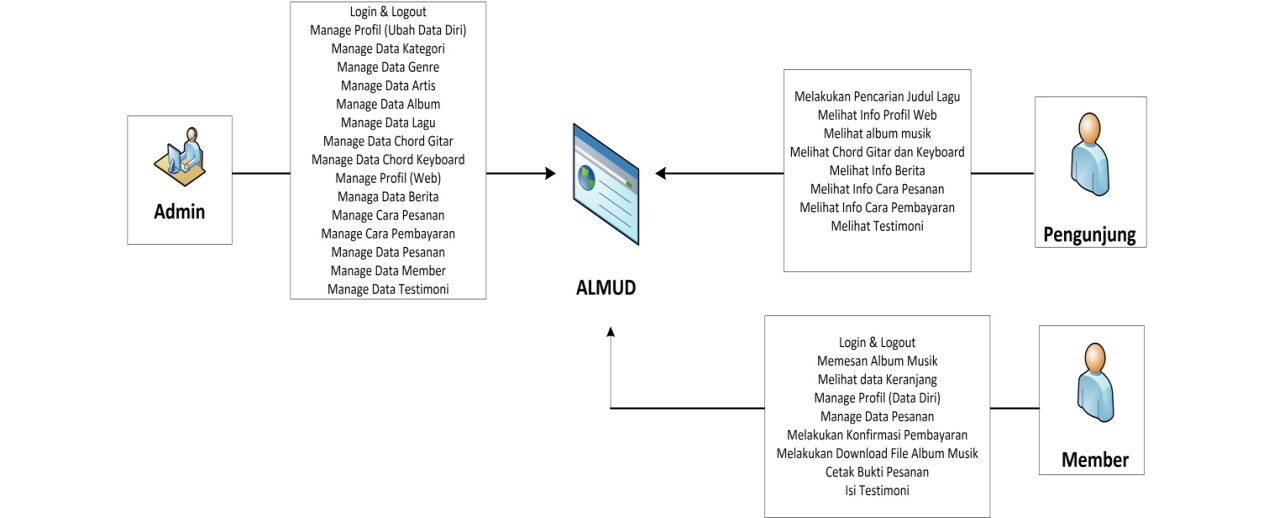 Login & Logout
Manage Profil (Ubah Data Diri)
Manage Data Kategori
Manage Data Genre
Manage Data Artis
Manage Data Album
Manage Data Lagu
Manage Data Chord Gitar
Manage Data Chord Keyboard
Manage Profil (Web)
Managa Data Berita
Manage Cara Pesanan
Manage Cara Pembayaran
Manage Data Pesanan
Manage Data Member
Manage Data Testimoni
Admin
ALMUD
Melakukan Pencarian Judul Lagu
Melihat Info Profil Web
Melihat album musik
Melihat Chord Gitar dan Keyboard
Melihat Info Berita
Melihat Info Cara Pesanan
Melihat Info Cara Pembayaran
Melihat Testimoni
Pengunjung
Login & Logout
Memesan Album Musik
Melihat data Keranjang
Manage Profil (Data Diri)
Manage Data Pesanan
Melakukan Konfirmasi Pembayaran
Melakukan Download File Album Musik
Cetak Bukti Pesanan
Isi Testimoni
Member